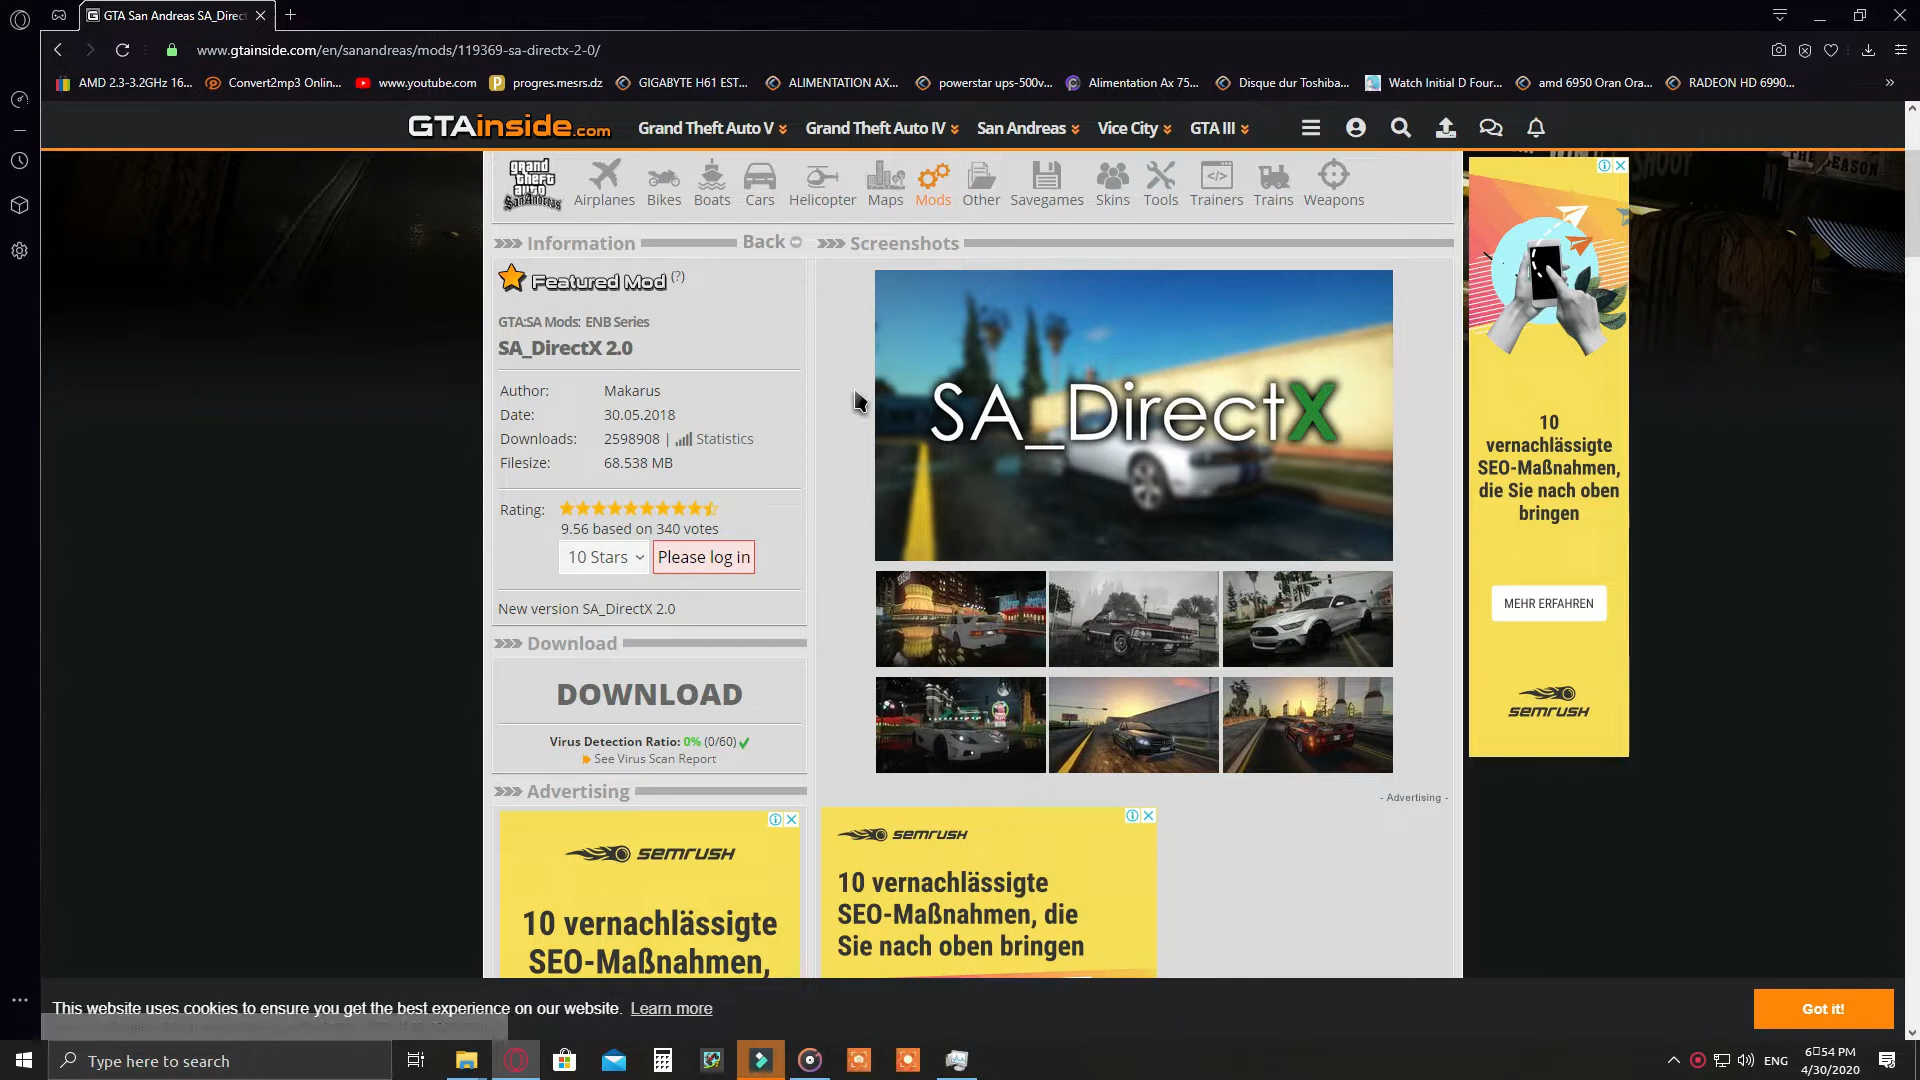 GTA San Andreas SA_Direct
www.gtainside.com/en/sanandreas/mods/119369-sa-directx-2-0/
AMD 2.3-3.2GHz 16...
Convert2mp3 Onlin...
www.youtube.com
progres.mesrs.dz
GIGABYTE H61 EST...
ALIMENTATION AX...
powerstar ups-500v...
Alimentation Ax 75...
Disque dur Toshiba...
Watch Initial D Four...
amd 6950 Oran Ora...
RADEON HD 6990...
GTAinside.com
Grand Theft Auto V
Grand Theft Auto IV
San Andreas
Vice City
GTA III
grand theft auto SanAndreas
Airplanes
Bikes
Boats
Cars
Helicopter
Maps
Mods
Other
Savegames
Skins
Tools
Trainers
Trains
Weapons
Information
Back
Screenshots
Featured Mod (?)
GTA:SA Mods: ENB Series
SA_DirectX 2.0
Author: Makarus
Date: 30.05.2018
Downloads: 2598908 | Statistics
Filesize: 68.538 MB
Rating:
9.56 based on 340 votes
10 Stars
Please log in
New version SA_DirectX 2.0
Download
DOWNLOAD
Virus Detection Ratio: 0% (0/60)
See Virus Scan Report
Advertising
SEMRUSH
10 vernachlässigte
SEO-Maßnahmen,
SA_DirectX
- Advertising -
SEMRUSH
10 vernachlässigte
SEO-Maßnahmen, die
Sie nach oben bringen
THE SEASON
10
vernachlässigte
SEO-Maßnahmen,
die Sie nach oben
bringen
MEHR ERFAHREN
SEMRUSH
This website uses cookies to ensure you get the best experience on our website. Learn more
Got it!
Type here to search
ENG
6:54 PM
4/30/2020